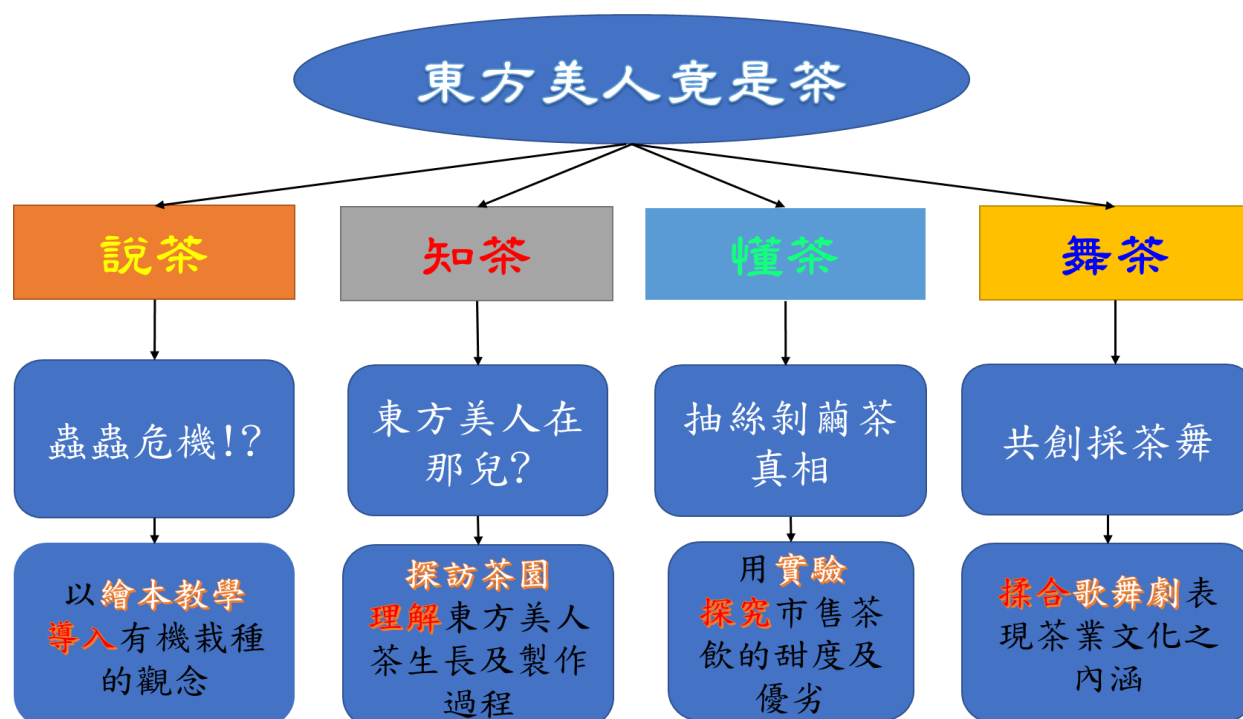 東方美人竟是茶
說茶
知茶
懂茶
舞茶
蟲蟲危機!?
東方美人在
那兒?
抽絲剝繭茶
真相
共創採茶舞
以繪本教學
導入有機栽種
的觀念
探訪茶園
理解東方美人
茶生長及製作
過程
用實驗
探究市售茶
飲的甜度及
優劣
揉合歌舞劇表
現茶業文化之
內涵